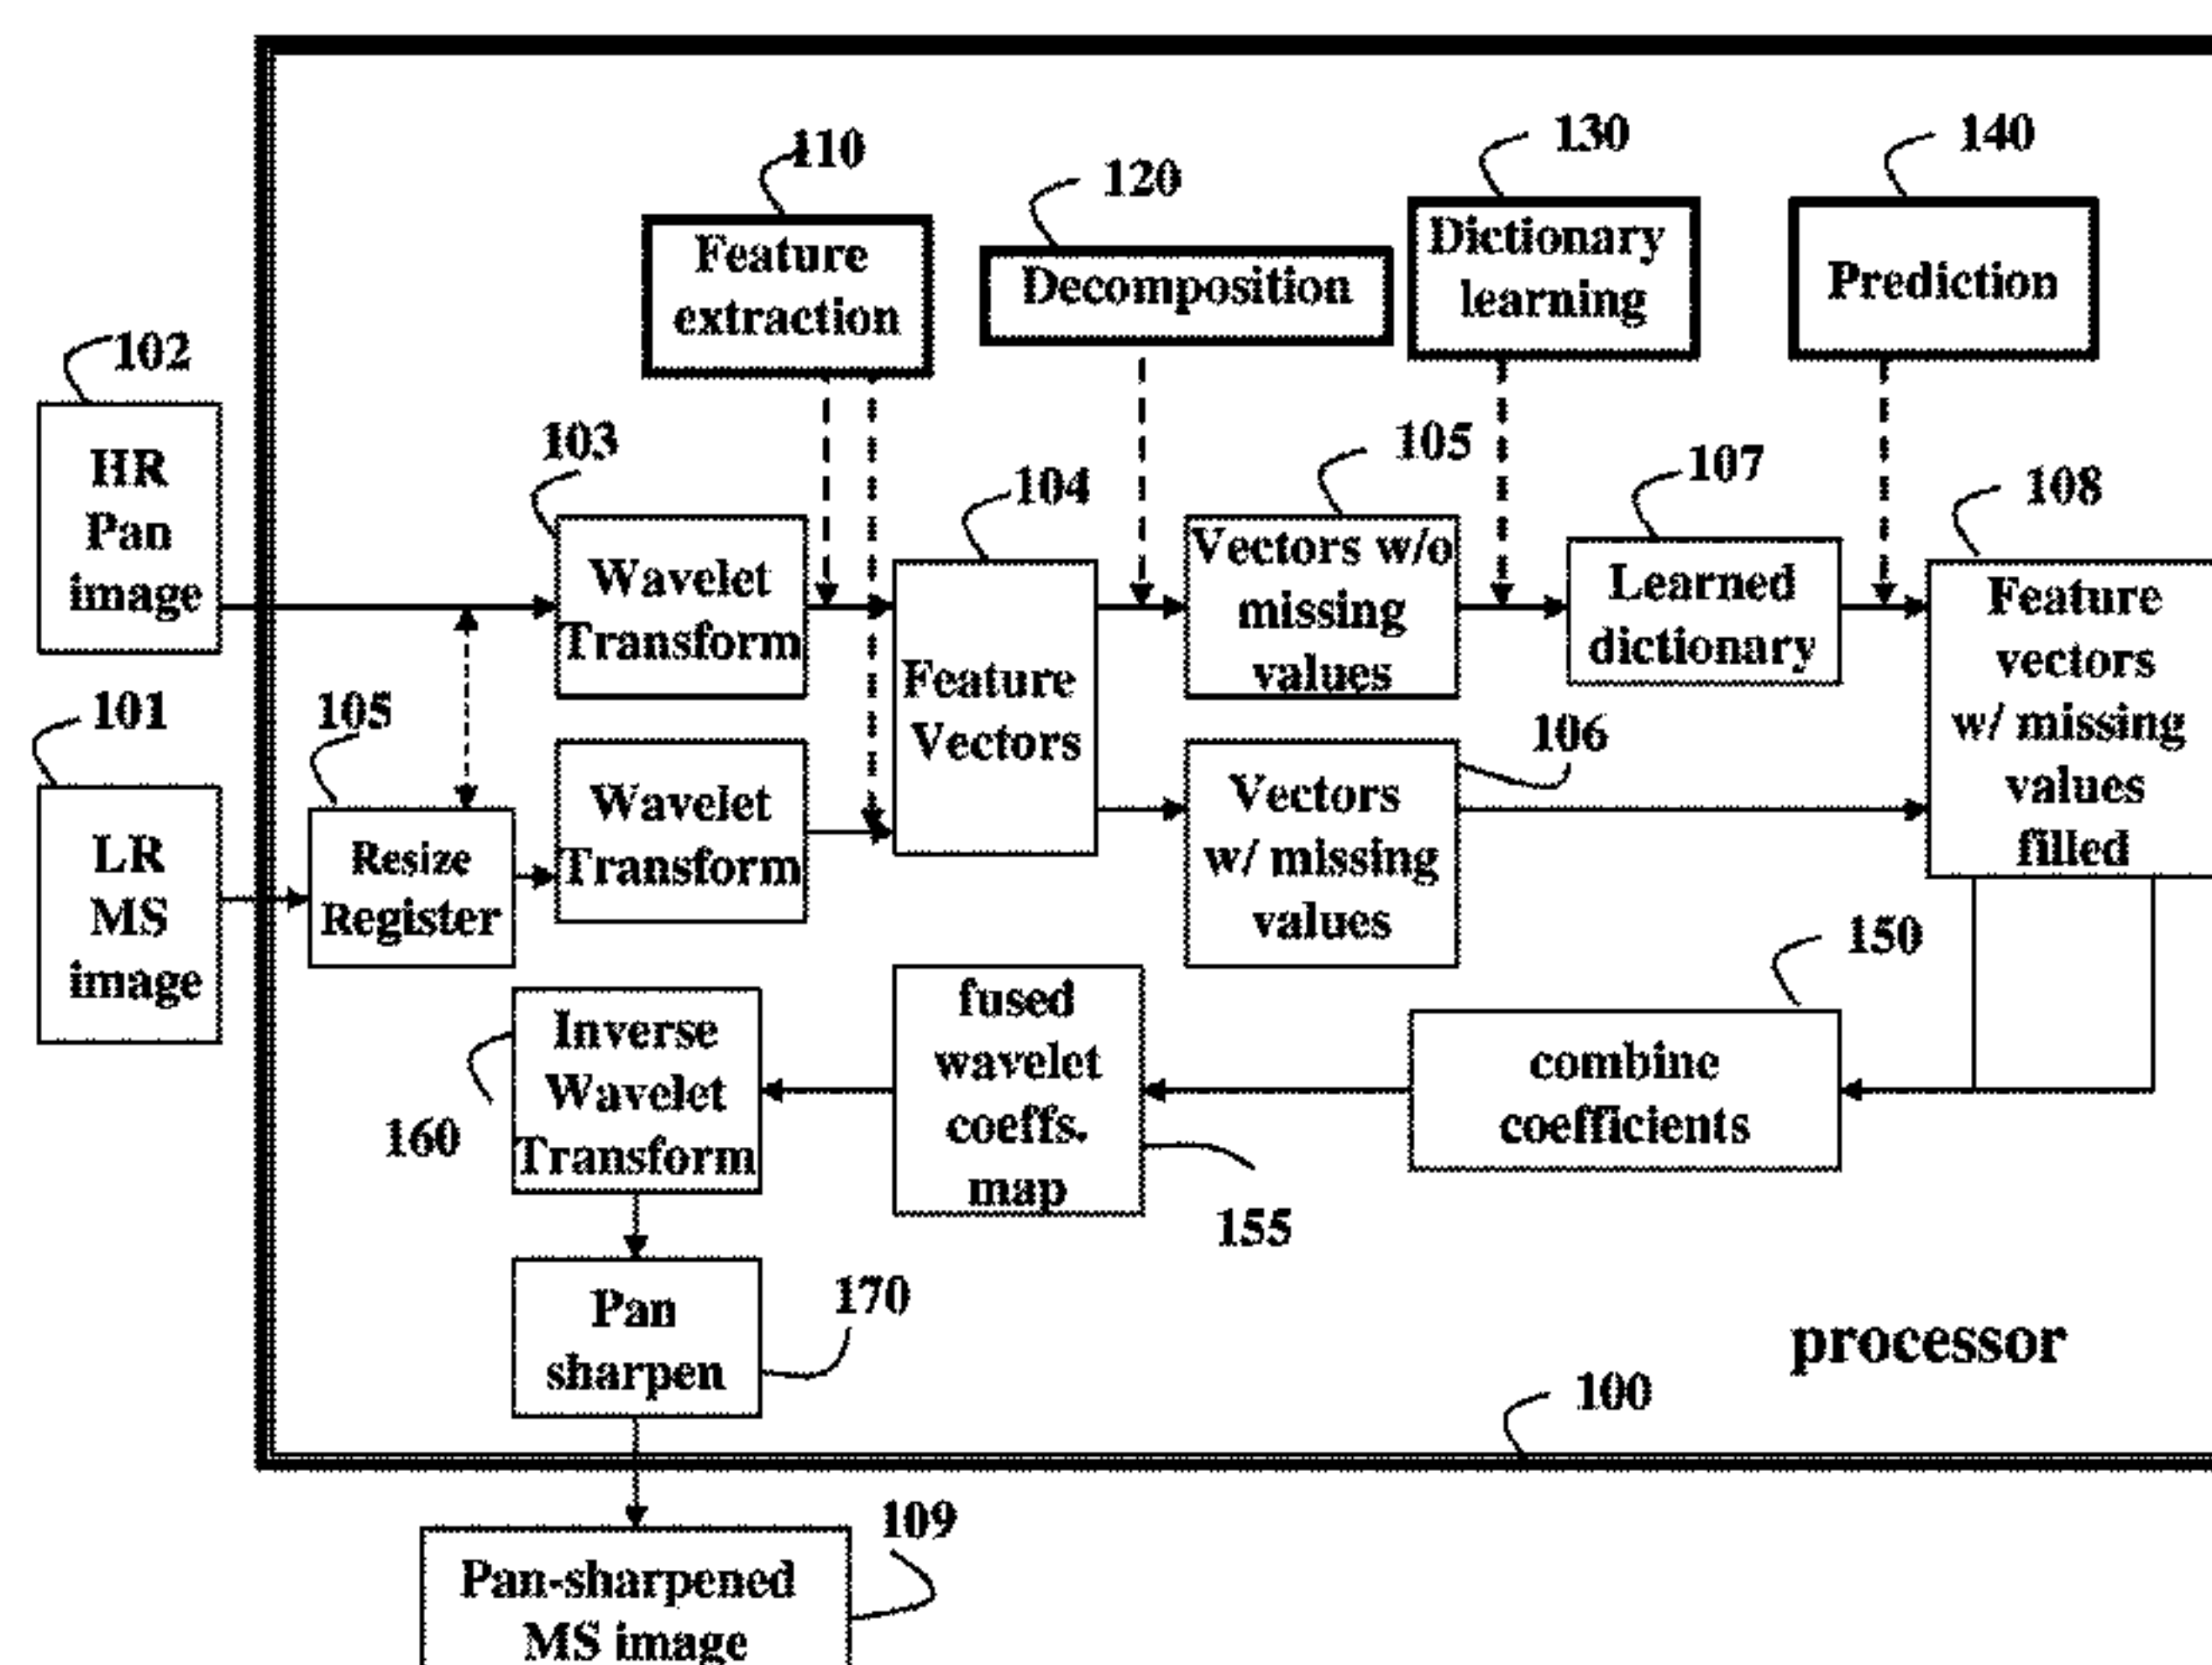 110
120
130
140
Feature
extraction
Decomposition
Dictionary
learning
Prediction
102
HR
Pan
image
103
Wavelet
Transform
104
Feature
Vectors
105
Vectors w/o
missing
values
107
Learned
dictionary
108
Feature
vectors
w/ missing
values
filled
101
LR
MS
image
105
Resize
Register
Wavelet
Transform
106
Vectors
w/ missing
values
150
combine
coefficients
fused
wavelet
coeffs.
map
155
Inverse
Wavelet
Transform
160
Pan
sharpen
170
processor
100
109
Pan-sharpened
MS image